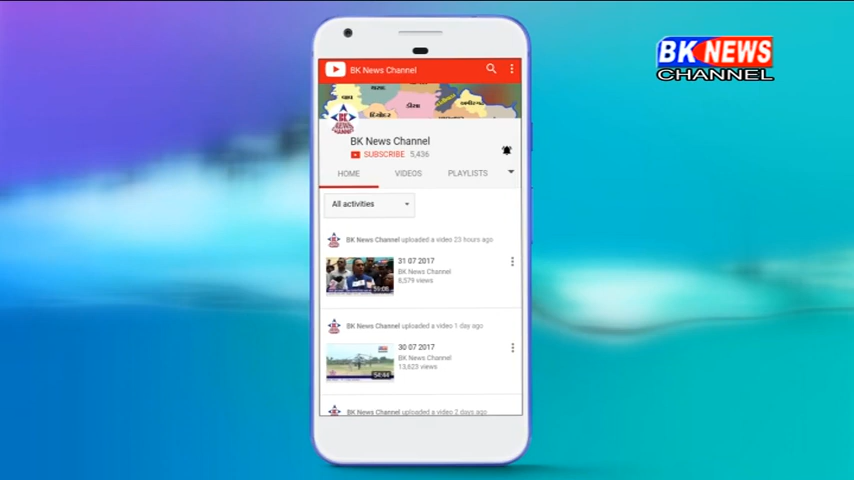 BK NEWS
CHANNEL
BK News Channel
વાવ
ડીસા
દિયોદર
BK News Channel
SUBSCRIBE 5,436
HOME VIDEOS PLAYLISTS
All activities
BK News Channel uploaded a video 23 hours ago
31 07 2017
BK News Channel
8,579 views
BK News Channel uploaded a video 1 day ago
30 07 2017
BK News Channel
13,623 views
54:44
BK News Channel uploaded a video 2 days ago